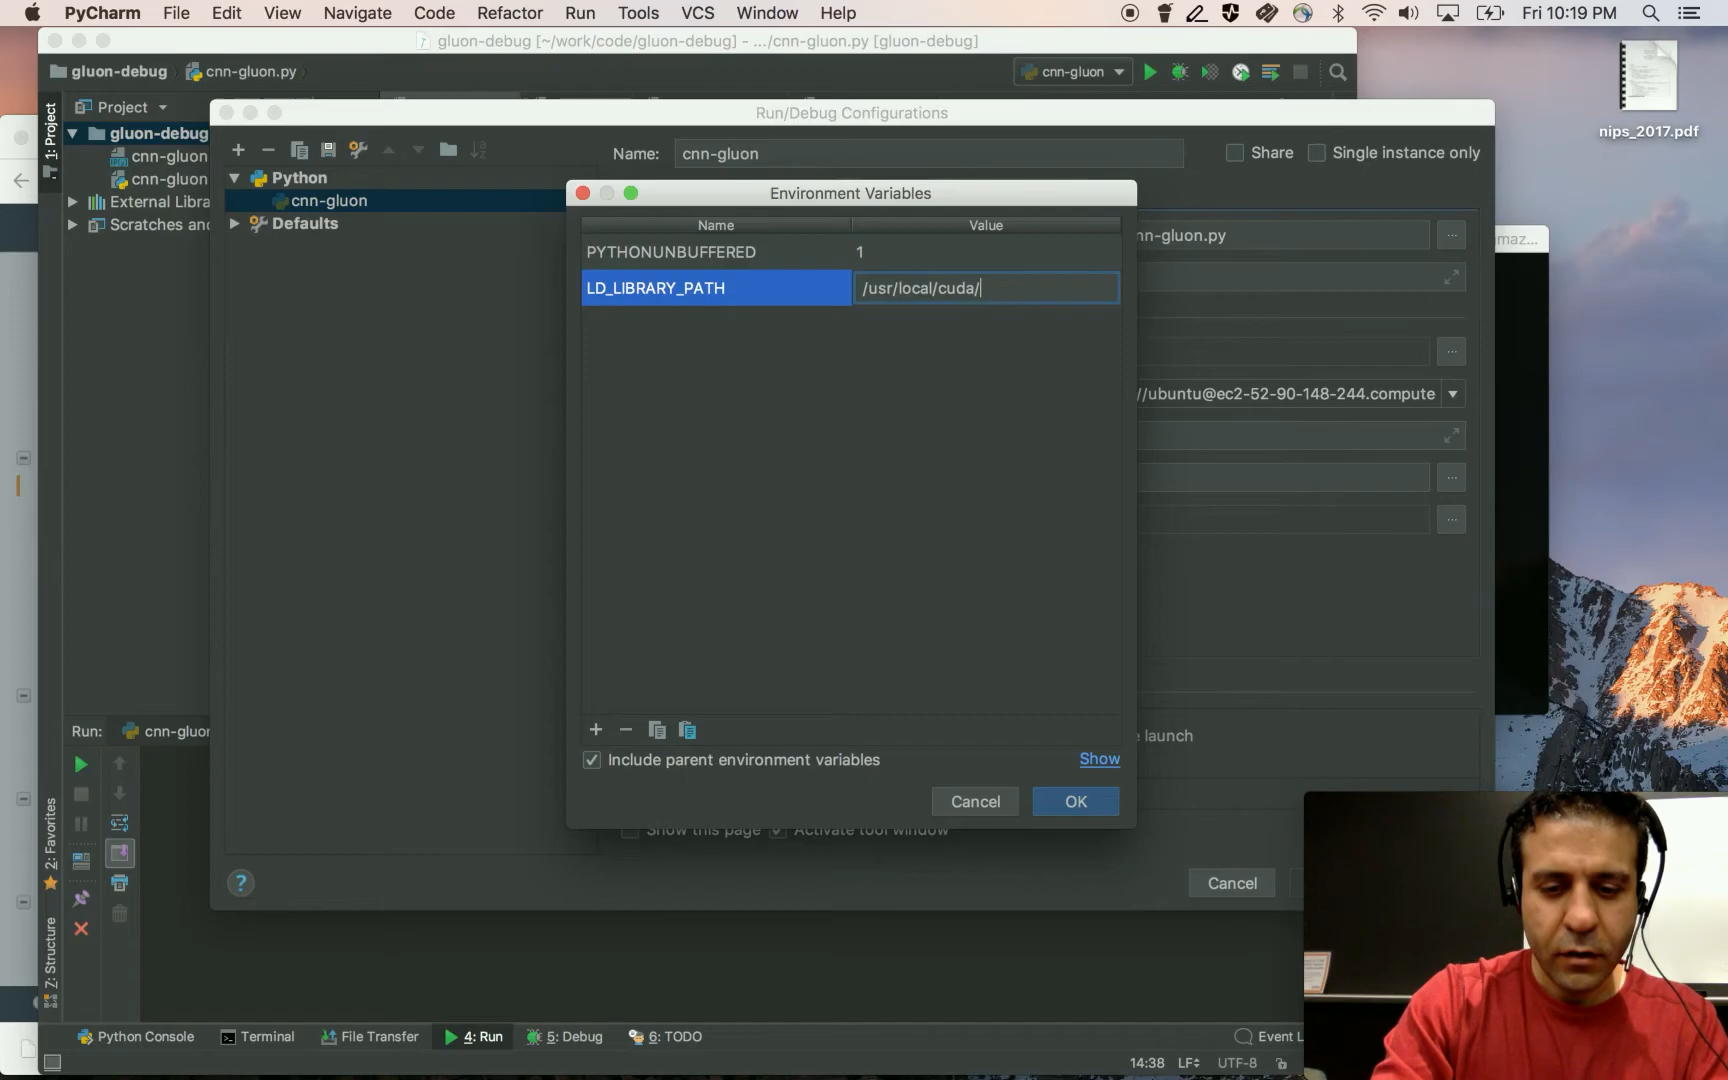 PyCharm File Edit View Navigate Code Refactor Run Tools VCS Window Help Fri 10:19 PM
gluon-debug [~/work/code/gluon-debug] - .../cnn-gluon.py [gluon-debug]
gluon-debug cnn-gluon.py cnn-gluon
nips_2017.pdf
1: Project
Project
gluon-debug
cnn-gluon
cnn-gluon
External Libra
Scratches and
Run/Debug Configurations
Name: cnn-gluon Share Single instance only
Python
cnn-gluon
Defaults
Environment Variables
Name Value
PYTHONUNBUFFERED 1
LD_LIBRARY_PATH /usr/local/cuda/
nn-gluon.py
maz...
//ubuntu@ec2-52-90-148-244.compute
e launch
Include parent environment variables Show
Cancel OK
Show this page Activate tool window
? Cancel
Run: cnn-gluon
2: Favorites
Z: Structure
Python Console Terminal File Transfer 4: Run 5: Debug 6: TODO Event L
14:38 LF÷ UTF-8